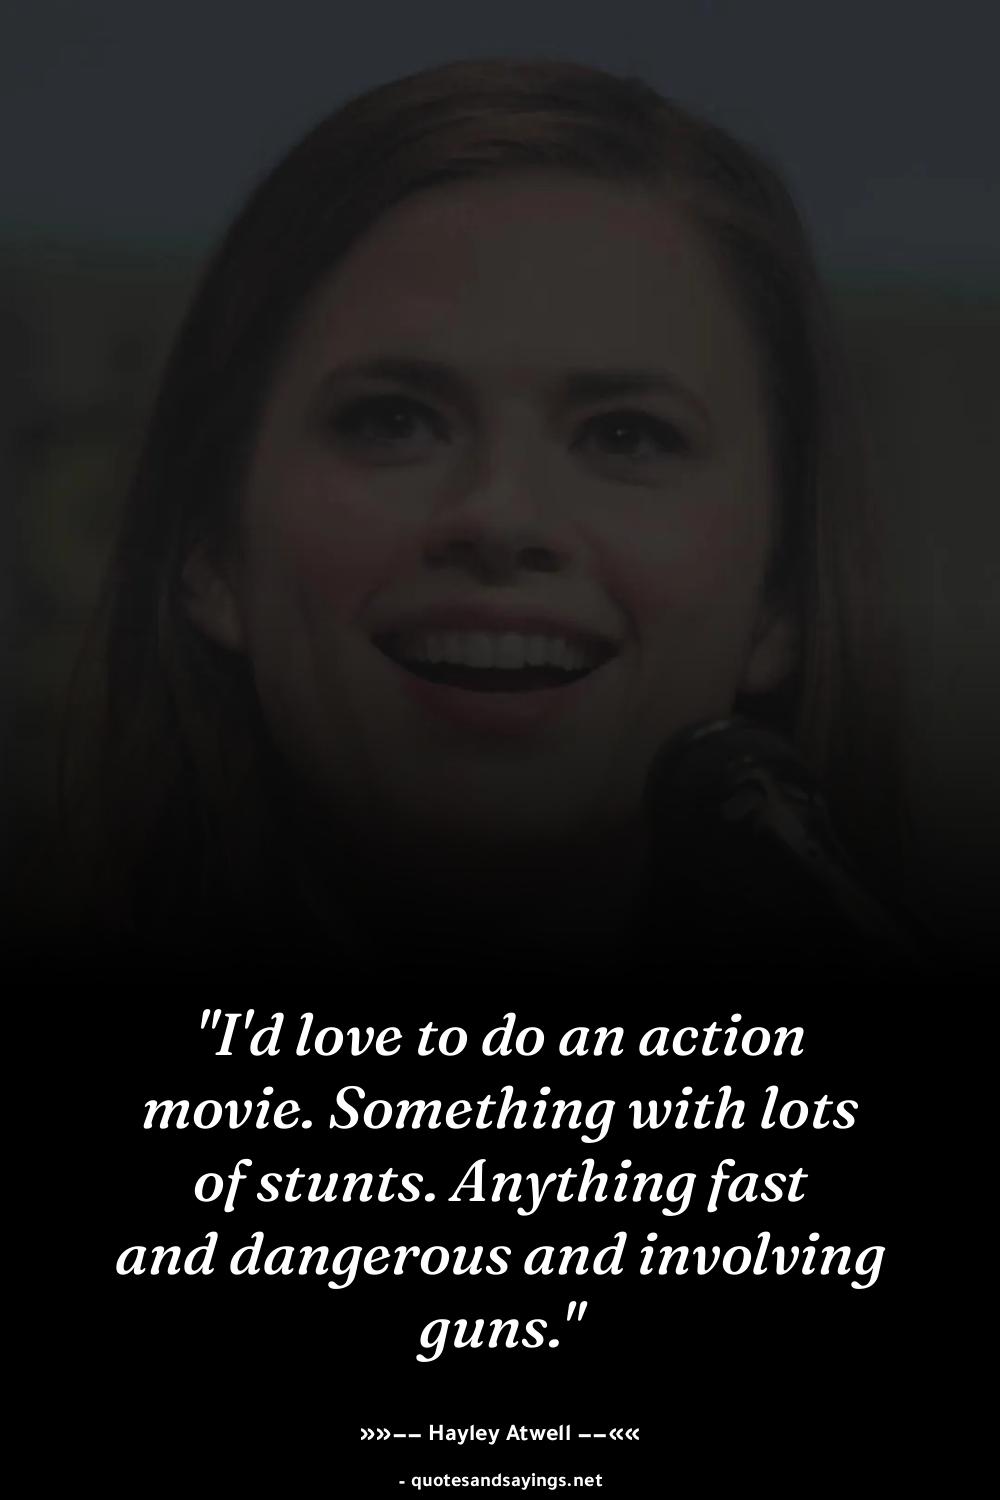 "I'd love to do an action
movie. Something with lots
of stunts. Anything fast
and dangerous and involving
guns."
»»–– Hayley Atwell ––««
- quotesandsayings.net